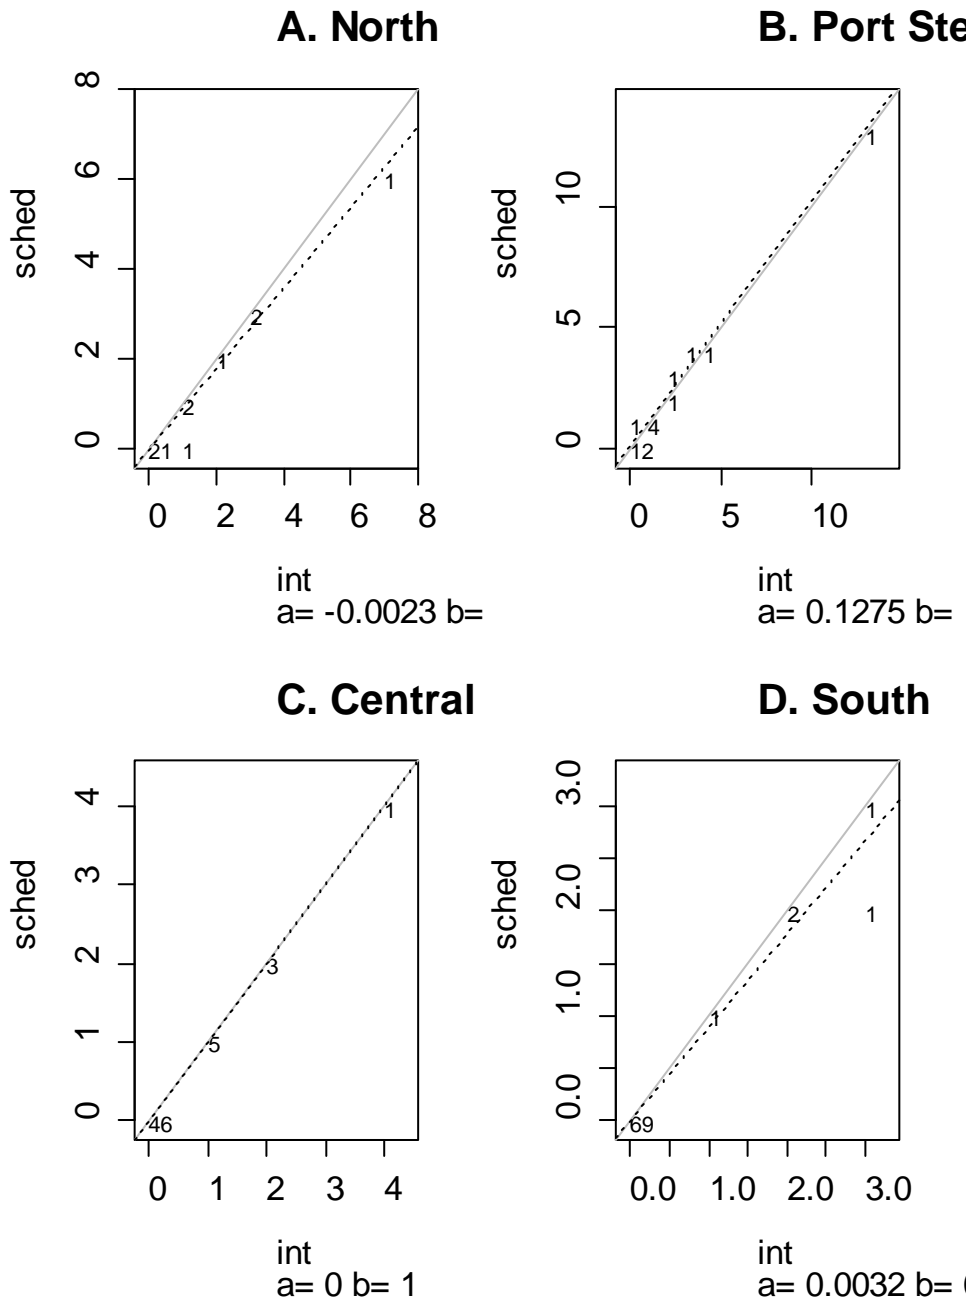 A. North
8
6
4
2
0
sched
1
2
1
2
21 1
0 2 4 6 8
int
a= -0.0023 b=
B. Port Ste
10
5
0
sched
1
1 1
1
1
1 4
12
0 5 10
int
a= 0.1275 b=
C. Central
4
3
2
1
0
sched
1
3
5
46
0 1 2 3 4
int
a= 0 b= 1
D. South
3.0
2.0
1.0
0.0
sched
1
2 1
1
69
0.0 1.0 2.0 3.0
int
a= 0.0032 b=